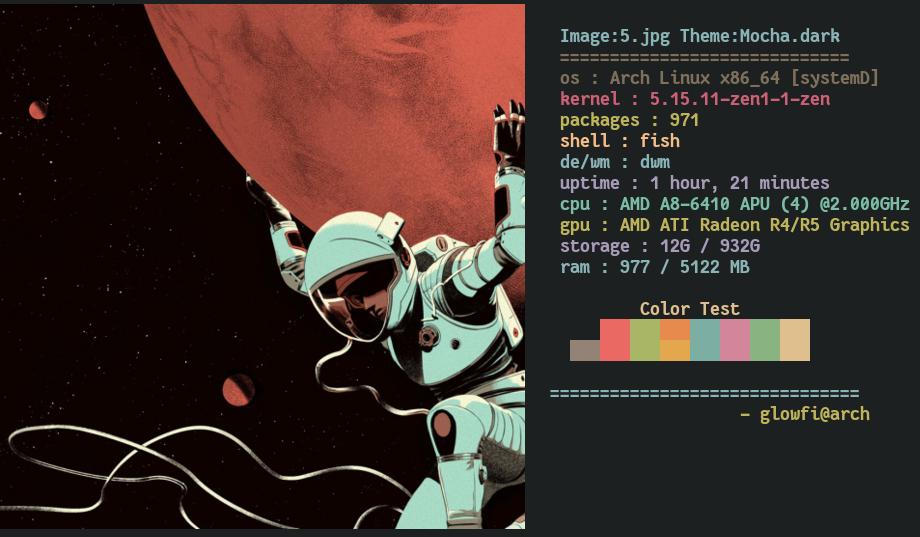 Image:5.jpg Theme:Mocha.dark
=============================
os : Arch Linux x86_64 [systemD]
kernel : 5.15.11-zen1-1-zen
packages : 971
shell : fish
de/wm : dwm
uptime : 1 hour, 21 minutes
cpu : AMD A8-6410 APU (4) @2.000GHz
gpu : AMD ATI Radeon R4/R5 Graphics
storage : 12G / 932G
ram : 977 / 5122 MB
Color Test
===============================
- glowfi@arch